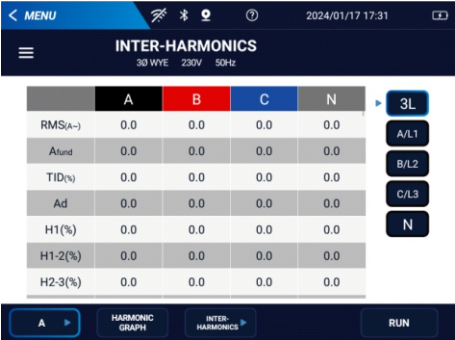 MENU 2024/01/17 17:31
INTER-HARMONICS
3Ø WYE 230V 50Hz
A B C N
RMS(A~) 0.0 0.0 0.0 0.0
Afund 0.0 0.0 0.0 0.0
TID(%) 0.0 0.0 0.0 0.0
Ad 0.0 0.0 0.0 0.0
H1(%) 0.0 0.0 0.0 0.0
H1-2(%) 0.0 0.0 0.0 0.0
H2-3(%) 0.0 0.0 0.0 0.0
3L
A/L1
B/L2
C/L3
N
A
HARMONIC
GRAPH
INTER-
HARMONICS
RUN